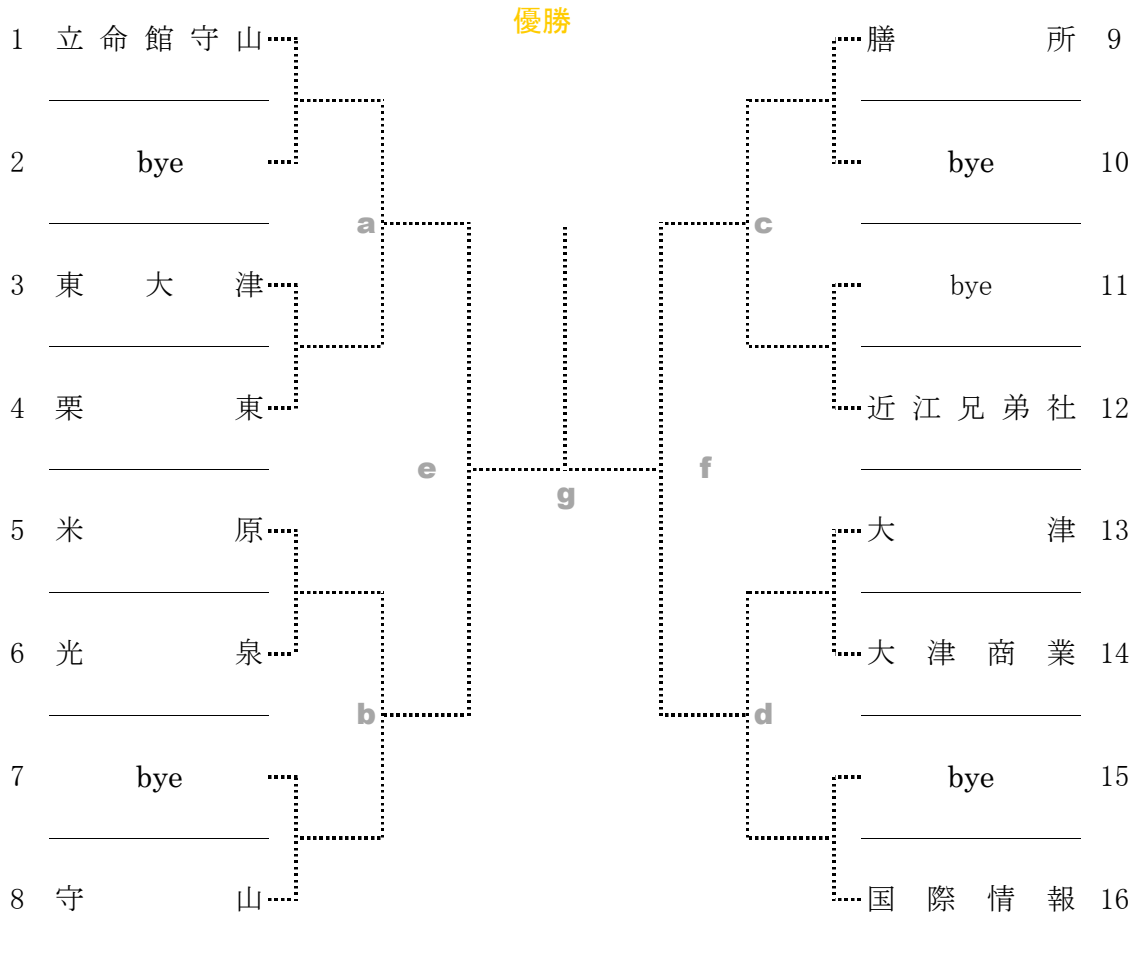 優勝
1 立命館守山 膳所 9
2 bye bye 10
a c
3 東大津 bye 11
4 栗東 近江兄弟社 12
e f
g
5 米原 大津 13
6 光泉 大津商業 14
b d
7 bye bye 15
8 守山 国際情報 16